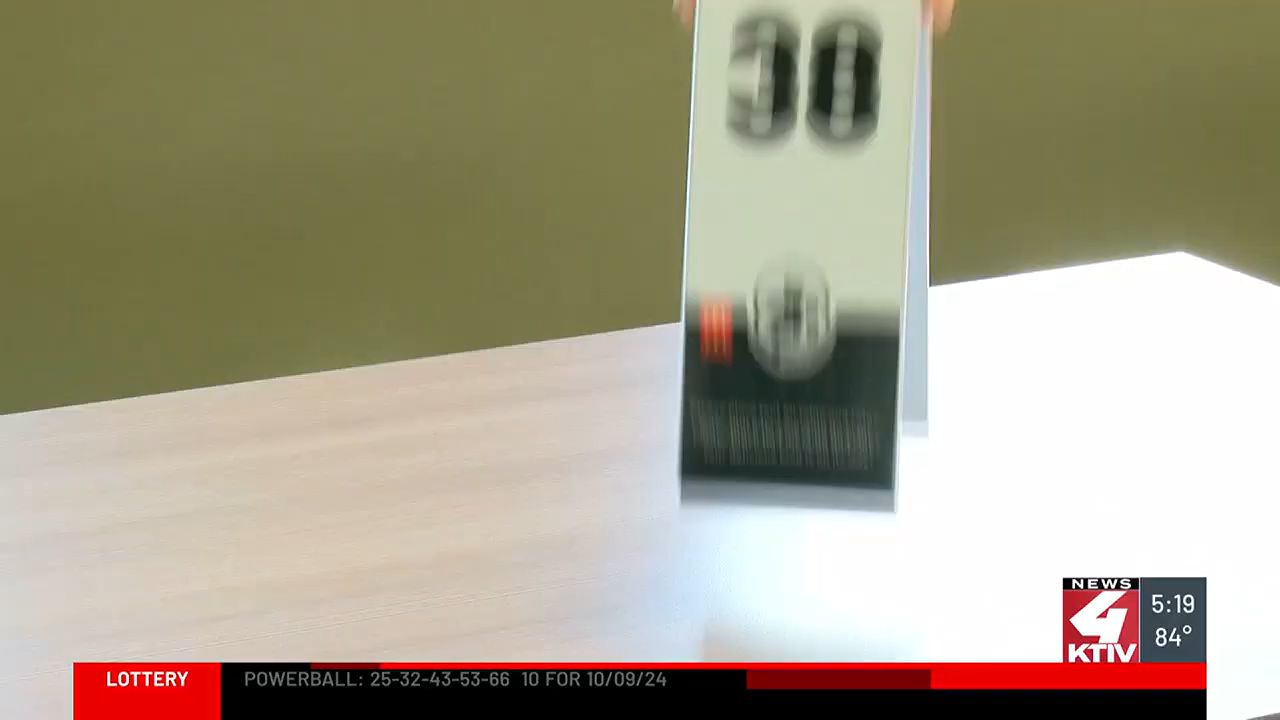 30
NEWS
4
KTIV
5:19
84°
LOTTERY
POWERBALL: 25-32-43-53-66 10 FOR 10/09/24